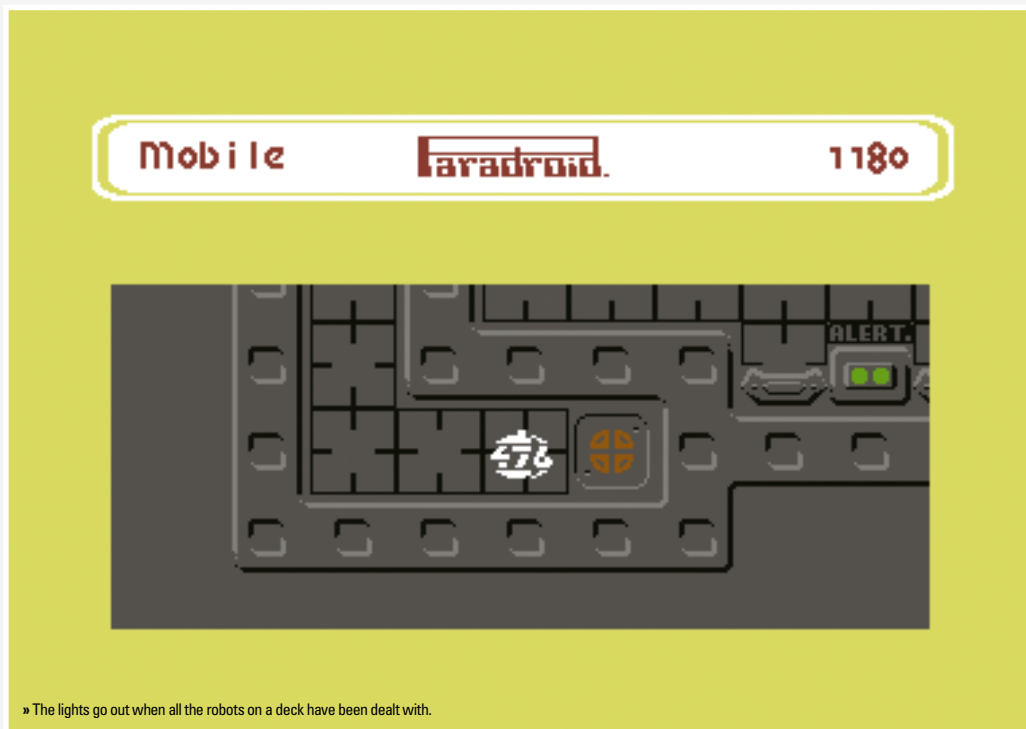 Mobile Paradroid. 1180
ALERT.
476
» The lights go out when all the robots on a deck have been dealt with.